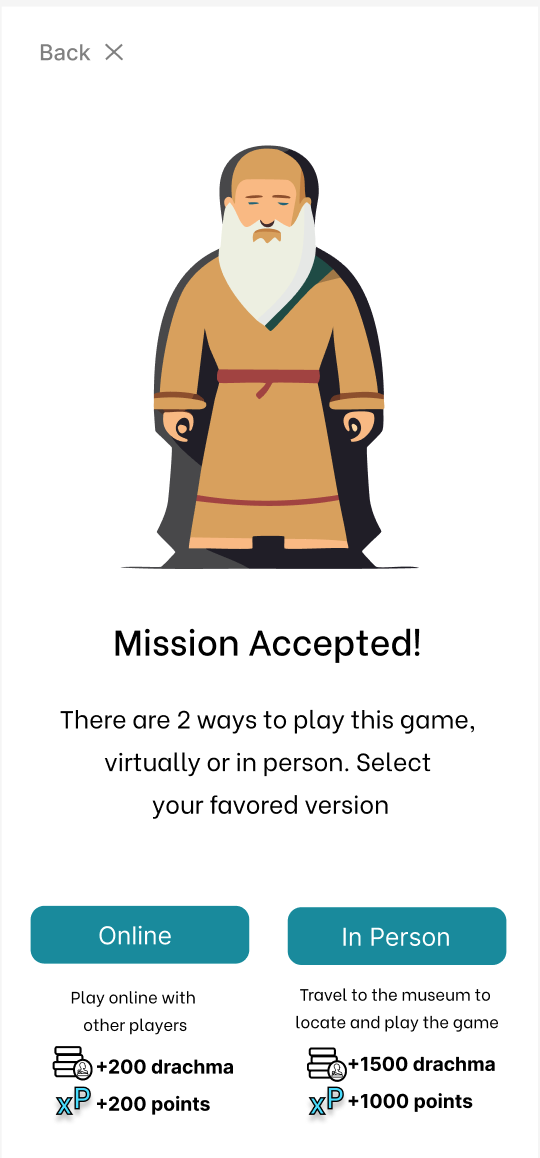 Back
Mission Accepted!
There are 2 ways to play this game,
virtually or in person. Select
your favored version
Online
Play online with
other players
+200 drachma
xP +200 points
In Person
Travel to the museum to
locate and play the game
+1500 drachma
xP +1000 points